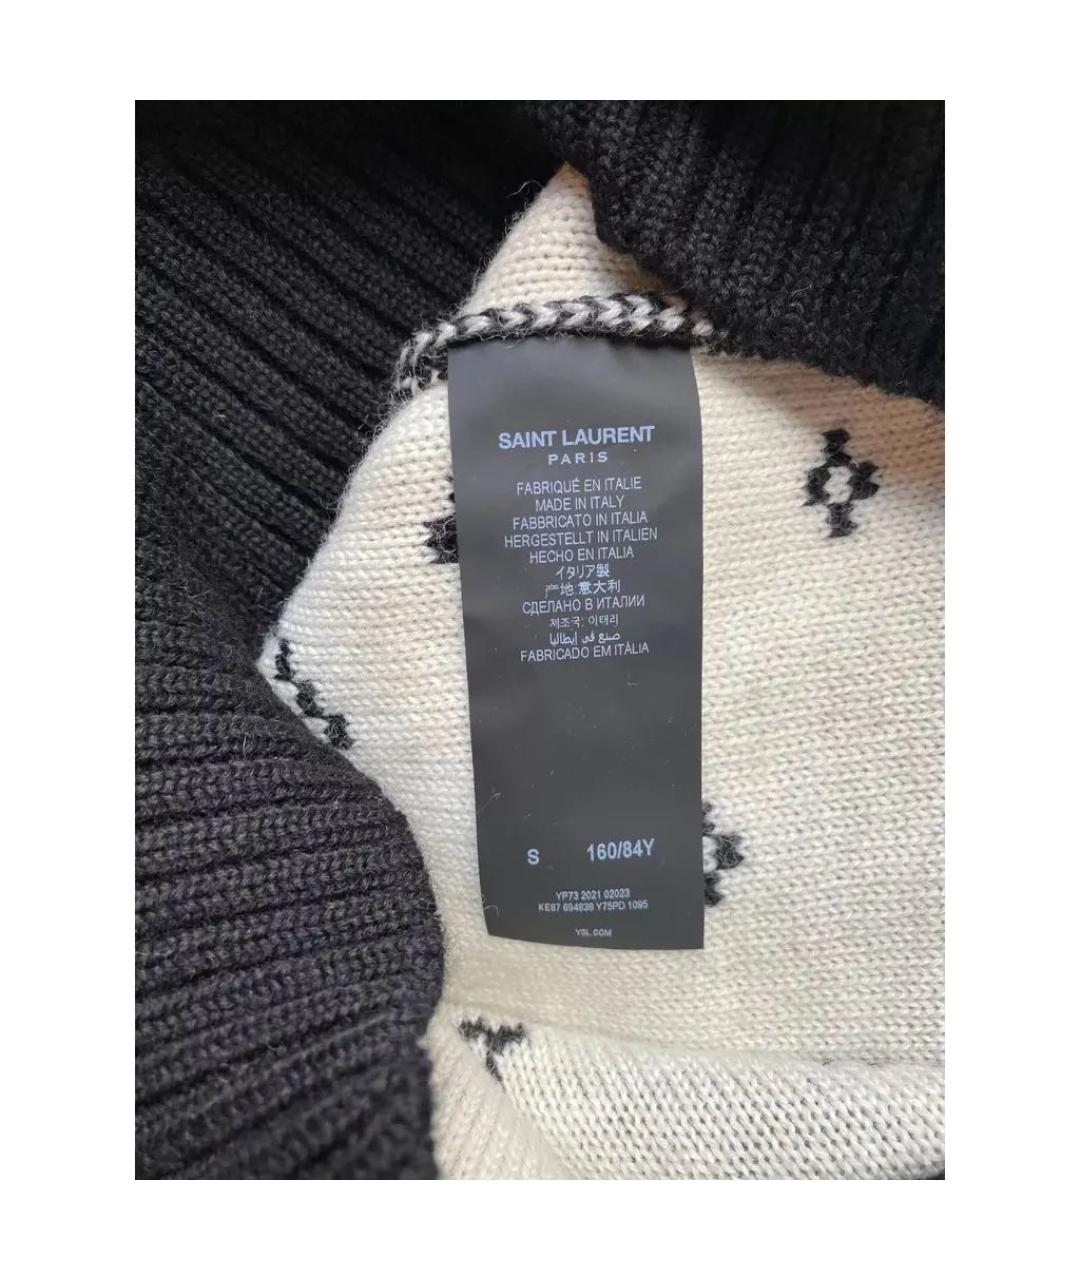 SAINT LAURENT
PARIS
FABRIQUÉ EN ITALIE
MADE IN ITALY
FABBRICATO IN ITALIA
HERGESTELLT IN ITALIEN
HECHO EN ITALIA
イタリア製
产地:意大利
СДЕЛАНО В ИТАЛИИ
제조국: 이태리
صنع في إيطاليا
FABRICADO EM ITÀLIA
S 160/84Y
YP73 2021 02023
KE87 694838 Y75PD 1095
YSL.COM